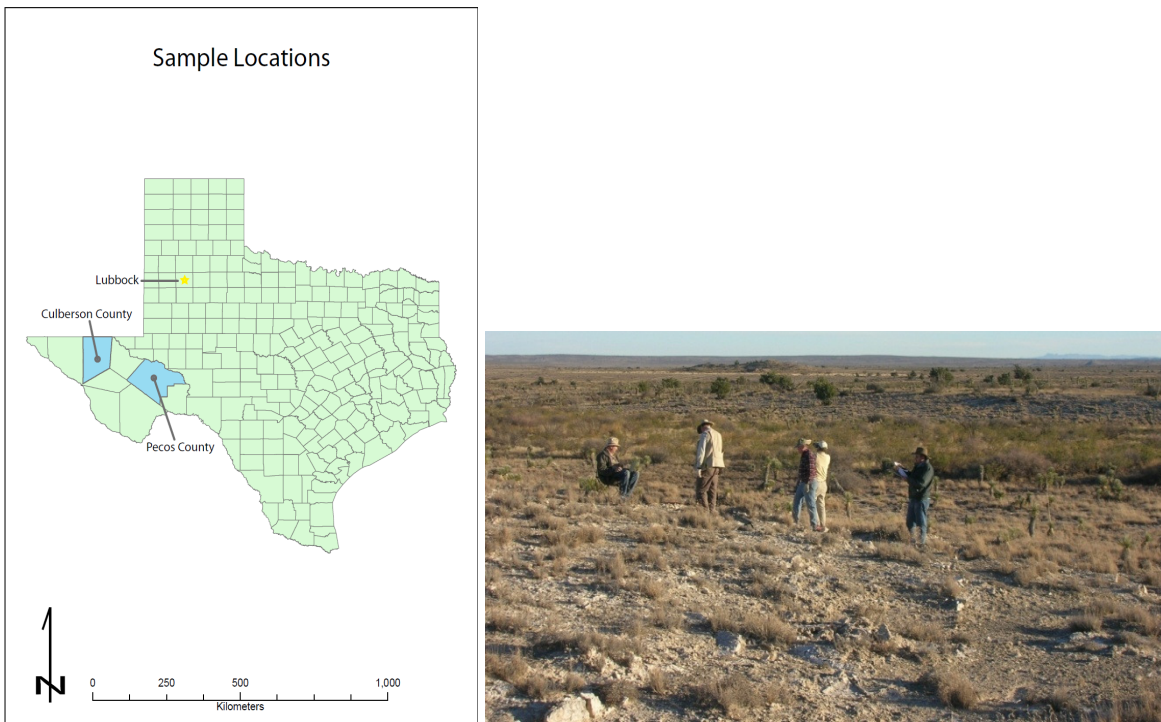 Sample Locations
Lubbock
Culberson County
Pecos County
N
0 250 500 1,000
Kilometers